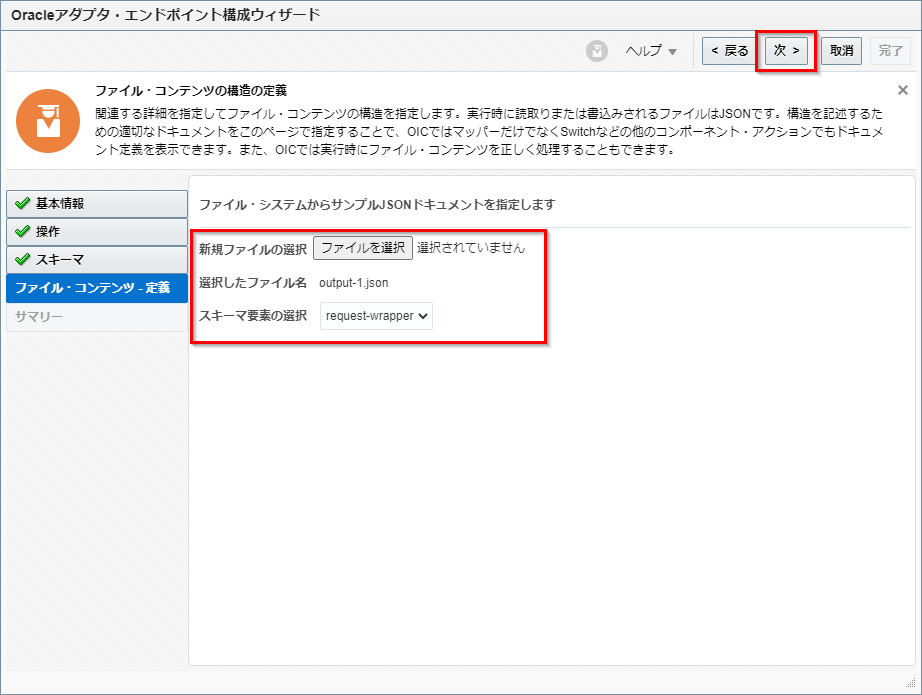 Oracleアダプタ・エンドポイント構成ウィザード
ヘルプ
< 戻る
次 >
取消
完了
ファイル・コンテンツの構造の定義
関連する詳細を指定してファイル・コンテンツの構造を指定します。実行時に読取りまたは書込みされるファイルはJSONです。構造を記述するた
めの適切なドキュメントをこのページで指定することで、OICではマッパーだけでなくSwitchなどの他のコンポーネント・アクションでもドキュメ
ント定義を表示できます。また、OICでは実行時にファイル・コンテンツを正しく処理することもできます。
基本情報
操作
スキーマ
ファイル・コンテンツ - 定義
サマリー
ファイル・システムからサンプルJSONドキュメントを指定します
新規ファイルの選択 ファイルを選択 選択されていません
選択したファイル名 output-1.json
スキーマ要素の選択 request-wrapper